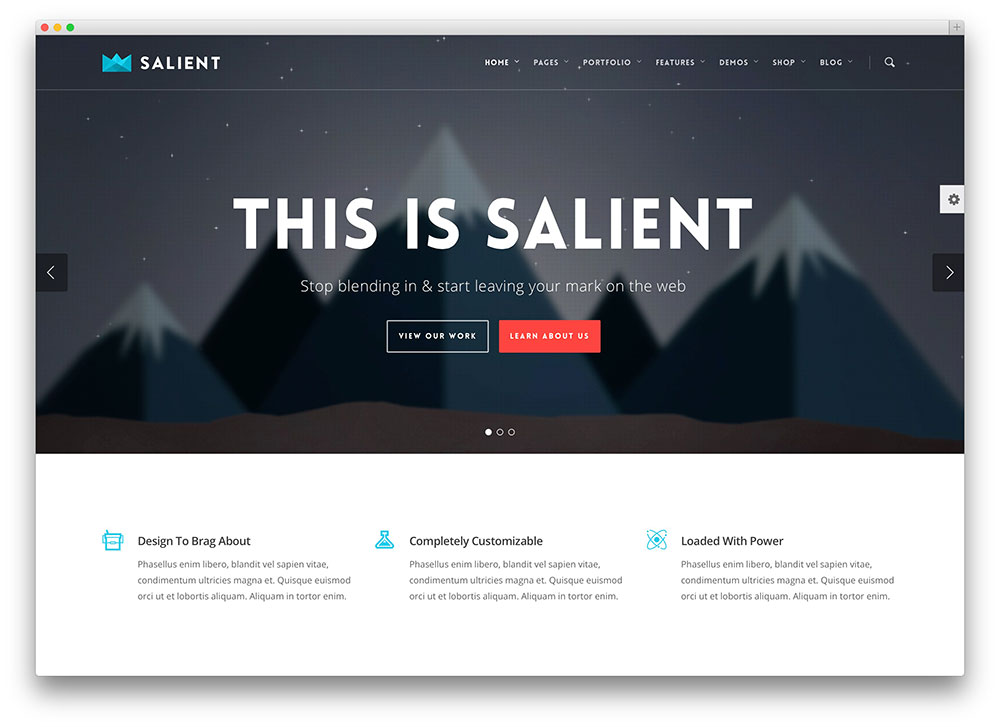 SALIENT
HOME PAGES PORTFOLIO FEATURES DEMOS SHOP BLOG
THIS IS SALIENT
Stop blending in & start leaving your mark on the web
VIEW OUR WORK LEARN ABOUT US
Design To Brag About
Phasellus enim libero, blandit vel sapien vitae,
condimentum ultricies magna et. Quisque euismod
orci ut et lobortis aliquam. Aliquam in tortor enim.
Completely Customizable
Phasellus enim libero, blandit vel sapien vitae,
condimentum ultricies magna et. Quisque euismod
orci ut et lobortis aliquam. Aliquam in tortor enim.
Loaded With Power
Phasellus enim libero, blandit vel sapien vitae,
condimentum ultricies magna et. Quisque euismod
orci ut et lobortis aliquam. Aliquam in tortor enim.